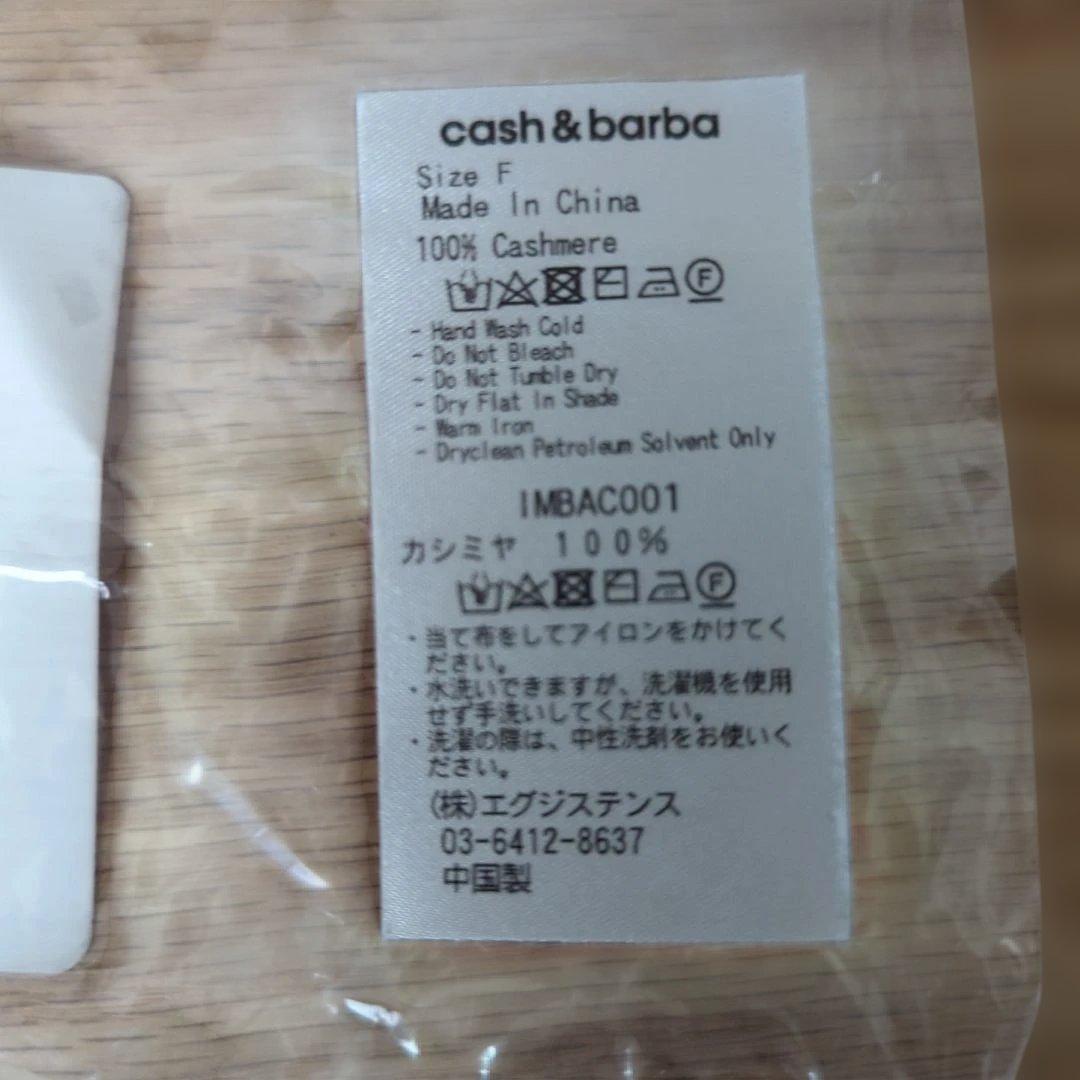 cash&barba
Size F
Made In China
100% Cashmere
F
- Hand Wash Cold
- Do Not Bleach
- Do Not Tumble Dry
- Dry Flat In Shade
- Warm Iron
- Dryclean Petroleum Solvent Only
IMBAC001
カシミヤ 100%
F
・当て布をしてアイロンをかけてく
ださい。
・水洗いできますが、洗濯機を使用
せず手洗いしてください。
・洗濯の際は、中性洗剤をお使いく
ださい。
(株)エグジステンス
03-6412-8637
中国製